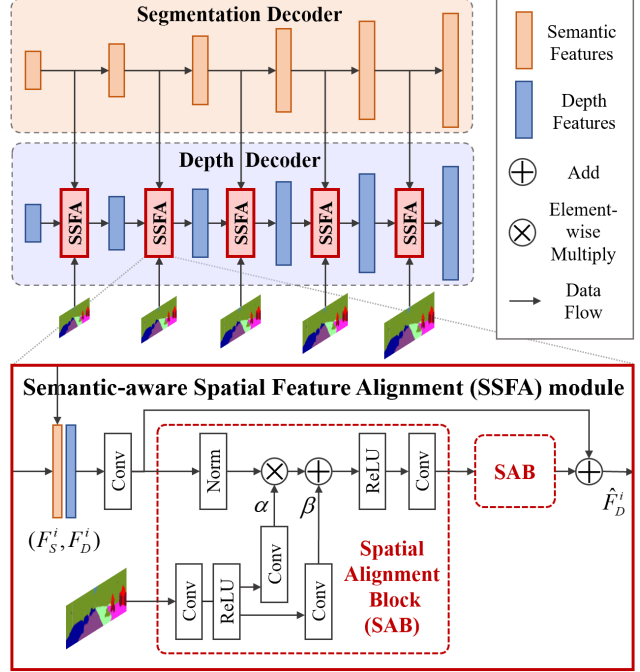 Segmentation Decoder
Depth Decoder
SSFA
SSFA
SSFA
SSFA
SSFA
Semantic
Features
Depth
Features
Add
Element-
wise
Multiply
Data
Flow
Semantic-aware Spatial Feature Alignment (SSFA) module
Conv
Norm
α
β
ReLU
Conv
SAB
F̂_D^i
(F_S^i, F_D^i)
Conv
ReLU
Conv
Conv
Spatial
Alignment
Block
(SAB)